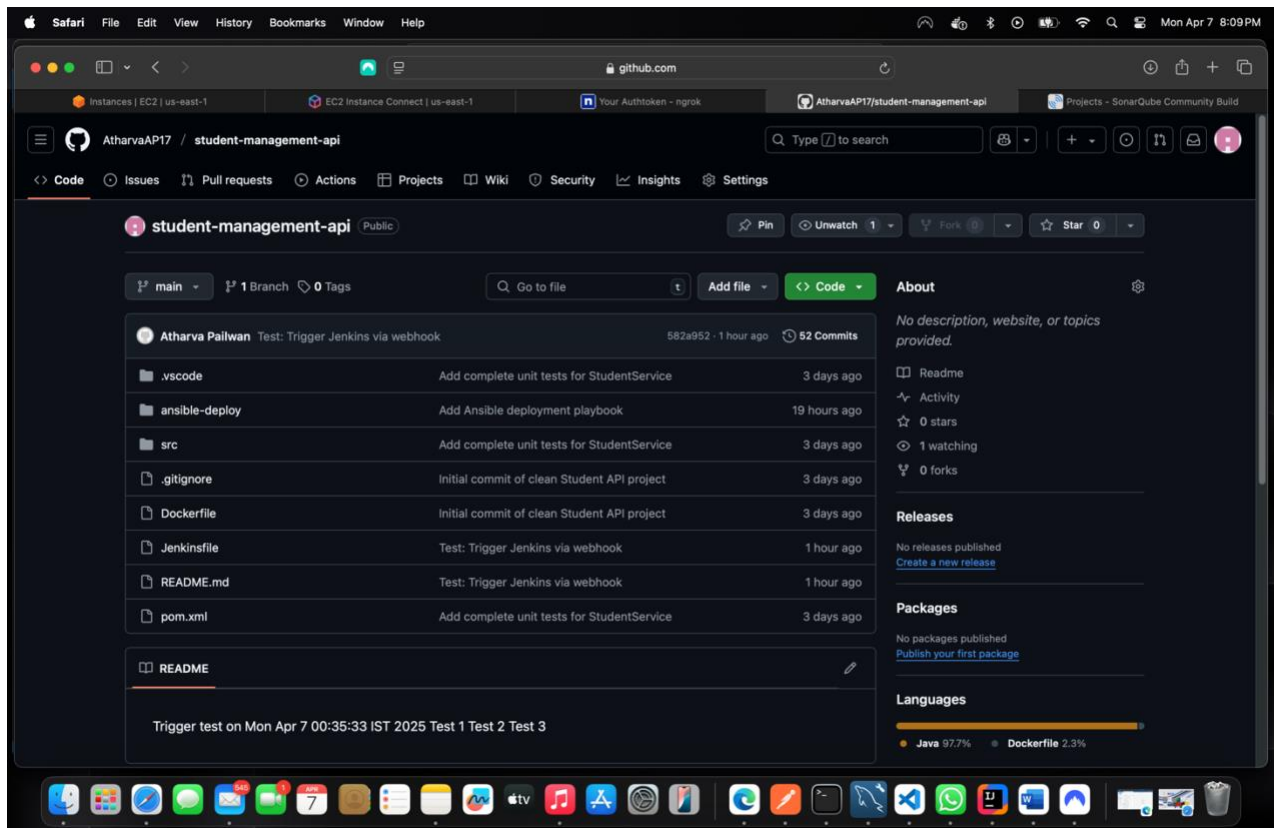 Safari File Edit View History Bookmarks Window Help Mon Apr 7 8:09 PM
github.com
Instances | EC2 | us-east-1 EC2 Instance Connect | us-east-1 Your Authtoken - ngrok AtharvaAP17/student-management-api Projects - SonarQube Community Build
AtharvaAP17 / student-management-api Type / to search
Code Issues Pull requests Actions Projects Wiki Security Insights Settings
student-management-api Public Pin Unwatch 1 Fork 0 Star 0
main 1 Branch 0 Tags Go to file t Add file Code
About
No description, website, or topics
provided.
Readme
Activity
0 stars
1 watching
0 forks
Atharva Pailwan Test: Trigger Jenkins via webhook 582a952 · 1 hour ago 52 Commits
.vscode Add complete unit tests for StudentService 3 days ago
ansible-deploy Add Ansible deployment playbook 19 hours ago
src Add complete unit tests for StudentService 3 days ago
.gitignore Initial commit of clean Student API project 3 days ago
Dockerfile Initial commit of clean Student API project 3 days ago
Jenkinsfile Test: Trigger Jenkins via webhook 1 hour ago
README.md Test: Trigger Jenkins via webhook 1 hour ago
pom.xml Add complete unit tests for StudentService 3 days ago
Releases
No releases published
Create a new release
Packages
No packages published
Publish your first package
Languages
Java 97.7% Dockerfile 2.3%
README
Trigger test on Mon Apr 7 00:35:33 IST 2025 Test 1 Test 2 Test 3
545
1
APR
7
tv
W